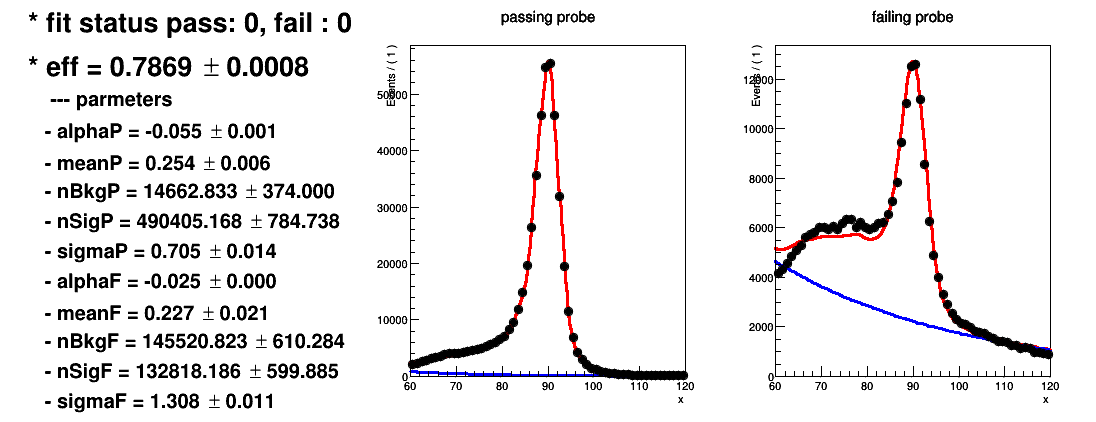 * fit status pass: 0, fail : 0
* eff = 0.7869 ± 0.0008
--- parmeters
- alphaP = -0.055 ± 0.001
- meanP = 0.254 ± 0.006
- nBkgP = 14662.833 ± 374.000
- nSigP = 490405.168 ± 784.738
- sigmaP = 0.705 ± 0.014
- alphaF = -0.025 ± 0.000
- meanF = 0.227 ± 0.021
- nBkgF = 145520.823 ± 610.284
- nSigF = 132818.186 ± 599.885
- sigmaF = 1.308 ± 0.011
passing probe
Events / ( 1 )
50000
40000
30000
20000
10000
0
60 70 80 90 100 110 120
x
failing probe
Events / ( 1 )
12000
10000
8000
6000
4000
2000
0
60 70 80 90 100 110 120
x